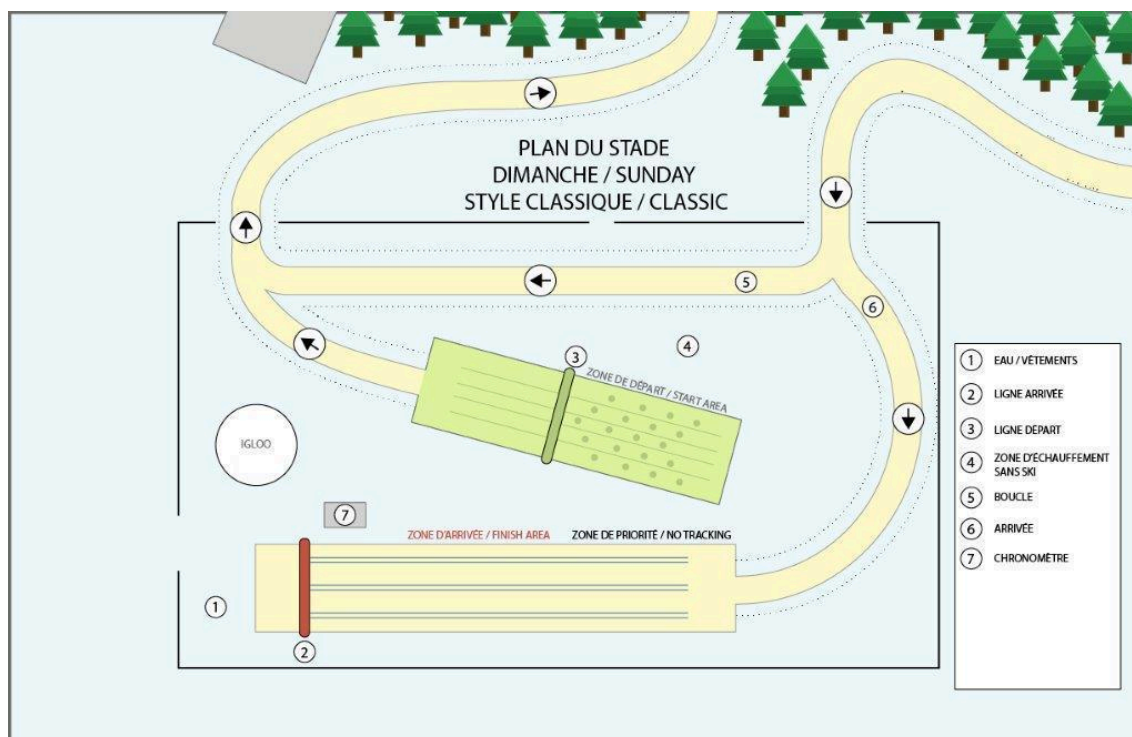 PLAN DU STADE
DIMANCHE / SUNDAY
STYLE CLASSIQUE / CLASSIC
5
6
4
3
ZONE DE DÉPART / START AREA
IGLOO
7
ZONE D'ARRIVÉE / FINISH AREA
ZONE DE PRIORITÉ / NO TRACKING
1
2
1 EAU / VÊTEMENTS
2 LIGNE ARRIVÉE
3 LIGNE DEPART
4 ZONE D'ÉCHAUFFEMENT
SANS SKI
5 BOUCLE
6 ARRIVÉE
7 CHRONOMÈTRE